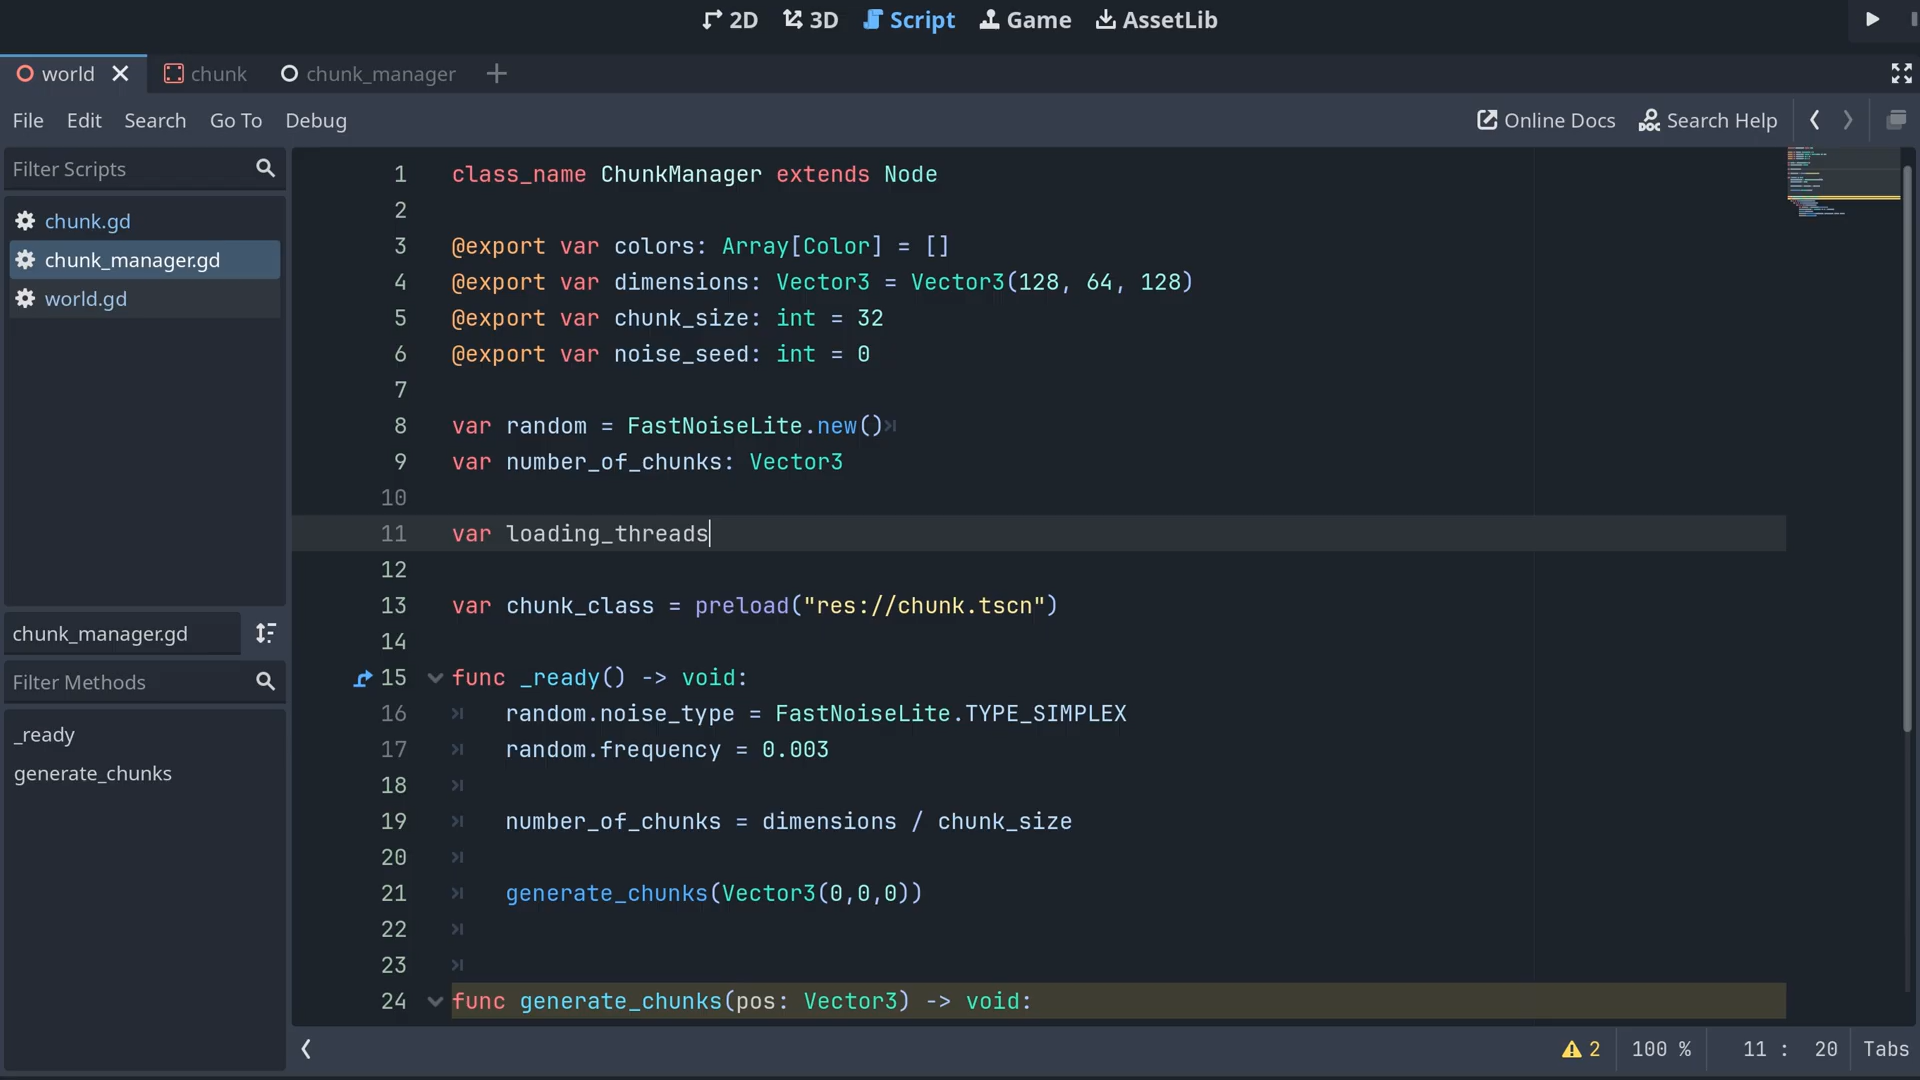 2D 3D Script Game AssetLib
world chunk chunk_manager
File Edit Search Go To Debug Online Docs Search Help
Filter Scripts
chunk.gd
chunk_manager.gd
world.gd
chunk_manager.gd
Filter Methods
_ready
generate_chunks
1 class_name ChunkManager extends Node
2
3 @export var colors: Array[Color] = []
4 @export var dimensions: Vector3 = Vector3(128, 64, 128)
5 @export var chunk_size: int = 32
6 @export var noise_seed: int = 0
7
8 var random = FastNoiseLite.new()
9 var number_of_chunks: Vector3
10
11 var loading_threads
12
13 var chunk_class = preload("res://chunk.tscn")
14
15 func _ready() -> void:
16 random.noise_type = FastNoiseLite.TYPE_SIMPLEX
17 random.frequency = 0.003
18
19 number_of_chunks = dimensions / chunk_size
20
21 generate_chunks(Vector3(0,0,0))
22
23
24 func generate_chunks(pos: Vector3) -> void:
2 100 % 11 : 20 Tabs